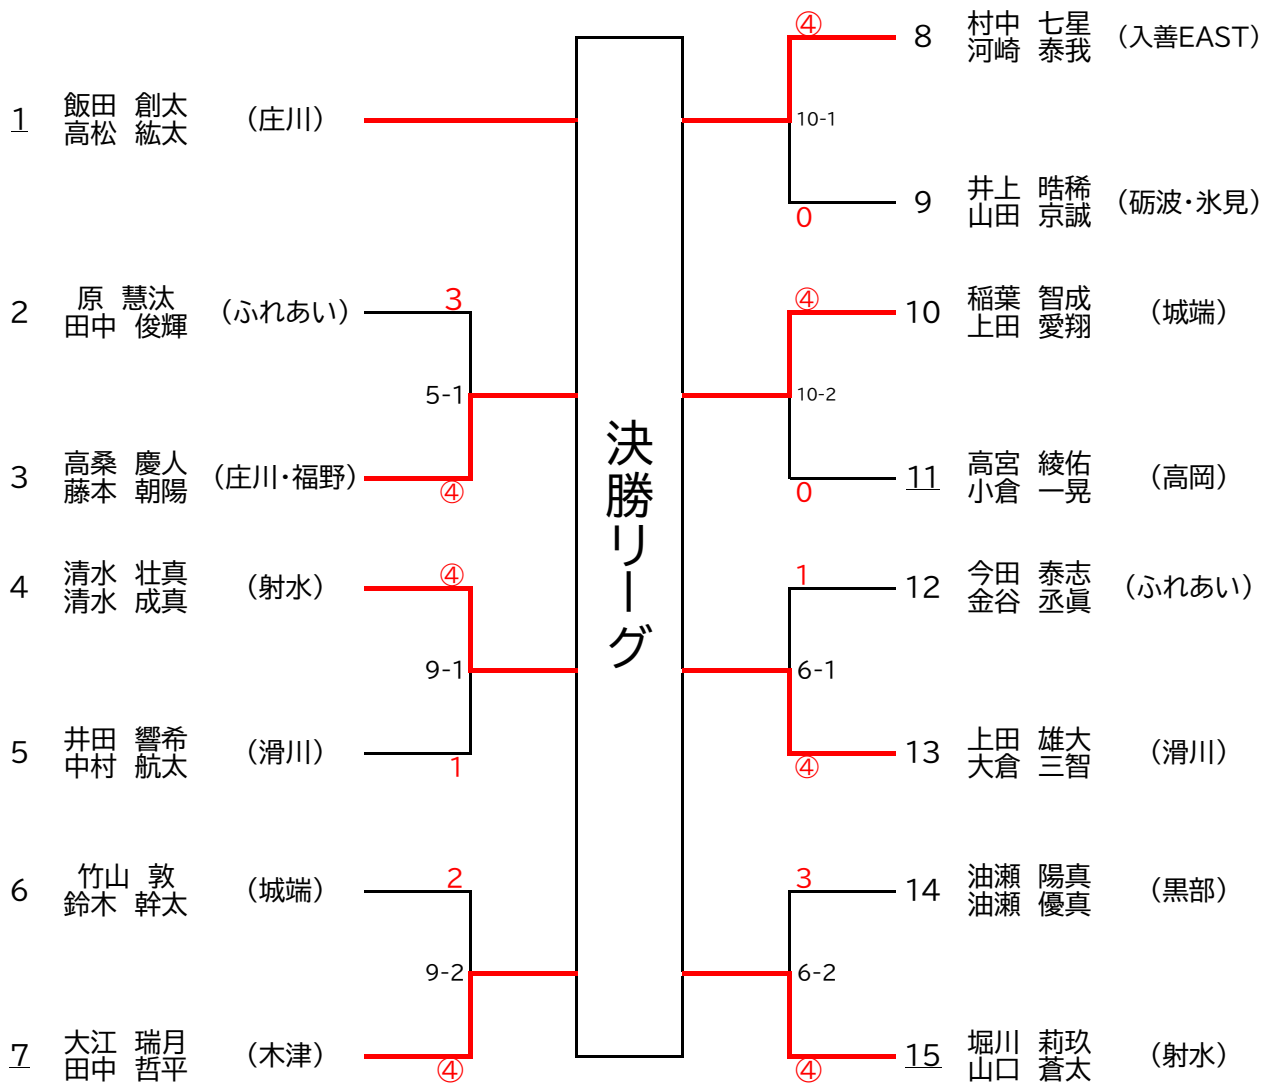 1 飯田 創太 (庄川)
高松 紘太
2 原 慧汰 (ふれあい) 3
田中 俊輝
5-1
3 高桑 慶人 (庄川・福野) ④
藤本 朝陽
4 清水 壮真 (射水) ④
清水 成真
9-1
5 井田 響希 (滑川) 1
中村 航太
6 竹山 敦 (城端) 2
鈴木 幹太
9-2
7 大江 瑞月 (木津) ④
田中 哲平
決勝リーグ
④ 8 村中 七星 (入善EAST)
河崎 泰我
10-1
0 9 井上 晧稀 (砺波・氷見)
山田 京誠
④ 10 稲葉 智成 (城端)
上田 愛翔
10-2
0 11 高宮 綾佑 (高岡)
小倉 一晃
1 12 今田 泰志 (ふれあい)
金谷 丞眞
6-1
④ 13 上田 雄大 (滑川)
大倉 三智
3 14 油瀬 陽真 (黒部)
油瀬 優真
6-2
④ 15 堀川 莉玖 (射水)
山口 蒼太